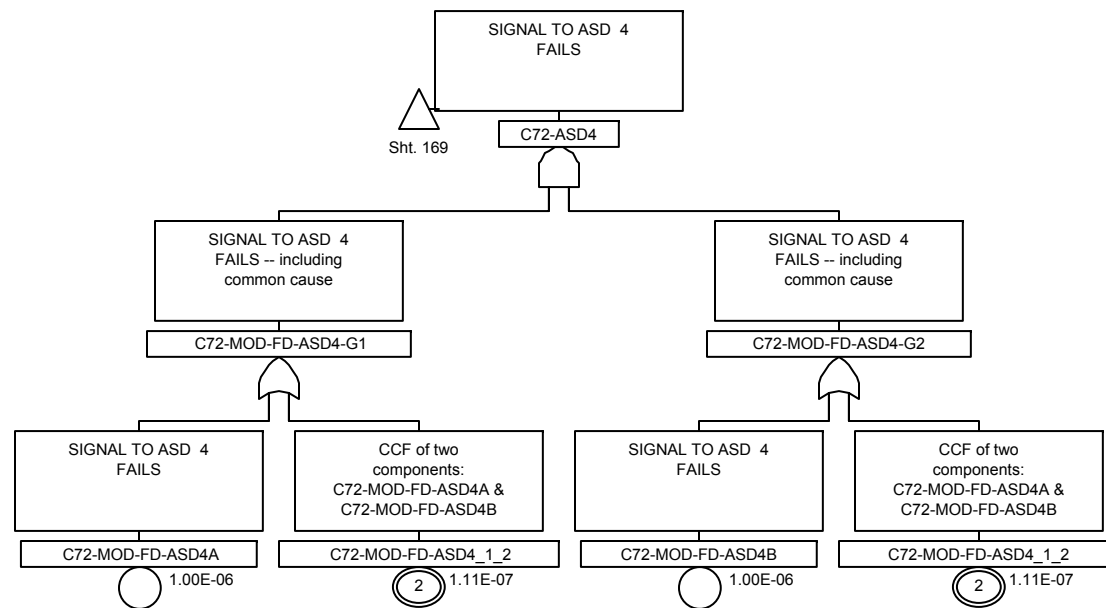 SIGNAL TO ASD 4
FAILS
Sht. 169
C72-ASD4
SIGNAL TO ASD 4
FAILS -- including
common cause
C72-MOD-FD-ASD4-G1
SIGNAL TO ASD 4
FAILS -- including
common cause
C72-MOD-FD-ASD4-G2
SIGNAL TO ASD 4
FAILS
C72-MOD-FD-ASD4A
1.00E-06
CCF of two
components:
C72-MOD-FD-ASD4A &
C72-MOD-FD-ASD4B
C72-MOD-FD-ASD4_1_2
2
1.11E-07
SIGNAL TO ASD 4
FAILS
C72-MOD-FD-ASD4B
1.00E-06
CCF of two
components:
C72-MOD-FD-ASD4A &
C72-MOD-FD-ASD4B
C72-MOD-FD-ASD4_1_2
2
1.11E-07